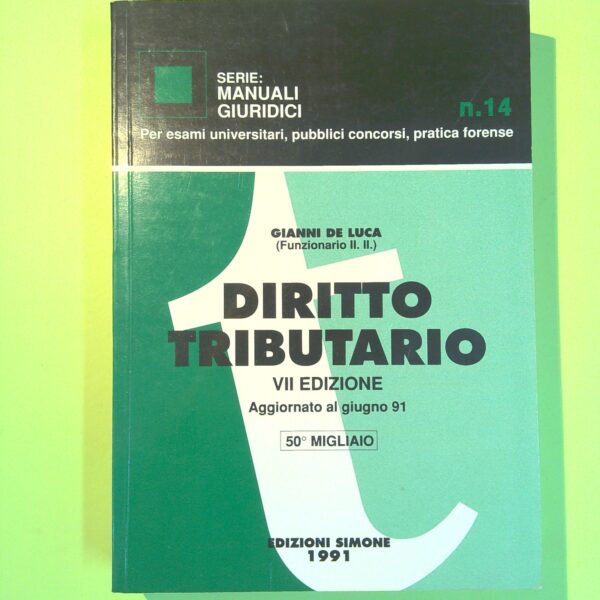 SERIE:
MANUALI
GIURIDICI
n.14
Per esami universitari, pubblici concorsi, pratica forense
GIANNI DE LUCA
(Funzionario II. II.)
DIRITTO
TRIBUTARIO
VII EDIZIONE
Aggiornato al giugno 91
50° MIGLIAIO
EDIZIONI SIMONE
1991